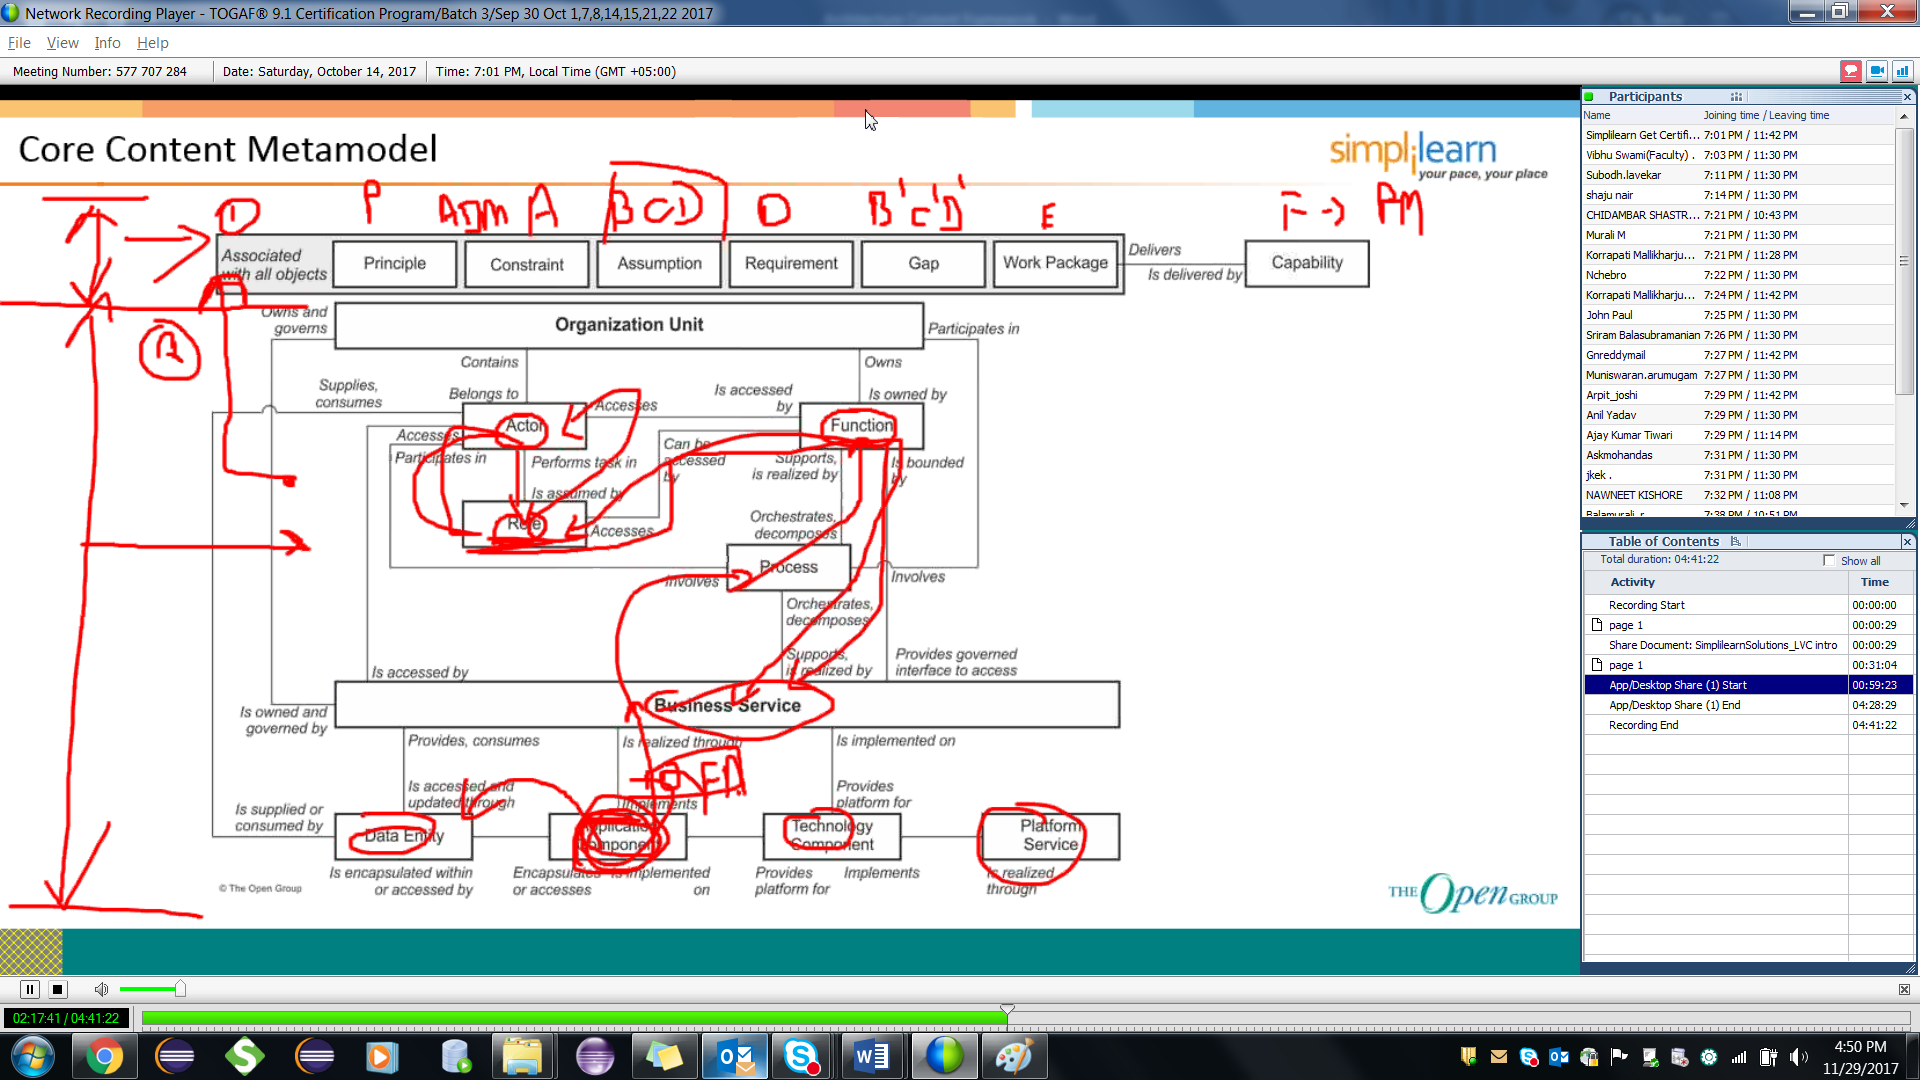 Network Recording Player - TOGAF® 9.1 Certification Program/Batch 3/Sep 30 Oct 1,7,8,14,15,21,22 2017
File View Info Help
Meeting Number: 577 707 284 Date: Saturday, October 14, 2017 Time: 7:01 PM, Local Time (GMT +05:00)
Core Content Metamodel
simplilearn
your pace, your place
1 P ADM A BCD D B'C'D' E F → PM
Associated with all objects
Principle
Constraint
Assumption
Requirement
Gap
Work Package
Delivers
Is delivered by
Capability
Owns and governs
Organization Unit
Participates in
Contains
Belongs to
Owns
Is owned by
Supplies, consumes
Is accessed by
Actor
Accesses
Function
Accesses
Participates in
Performs task in
Is assumed by
Can be accessed by
Supports, is realized by
Is bounded by
Role
Accesses
Orchestrates, decomposes
Process
Involves
Involves
Orchestrates, decomposes
Supports, is realized by
Provides governed interface to access
Is accessed by
Is owned and governed by
Business Service
Provides, consumes
Is realized through
Is implemented on
Is accessed and updated through
Implements
Provides platform for
Is supplied or consumed by
Data Entity
Application Component
Technology Component
Platform Service
Is encapsulated within or accessed by
Encapsulates or accesses
Is implemented on
Provides platform for
Implements
Is realized through
© The Open Group
THE Open GROUP
Participants
Name Joining time / Leaving time
Simplilearn Get Certifi... 7:01 PM / 11:42 PM
Vibhu Swami(Faculty) . 7:03 PM / 11:30 PM
Subodh.lavekar 7:11 PM / 11:30 PM
shaju nair 7:14 PM / 11:30 PM
CHIDAMBAR SHASTR... 7:21 PM / 10:43 PM
Murali M 7:21 PM / 11:30 PM
Korrapati Mallikharju... 7:21 PM / 11:28 PM
Nchebro 7:22 PM / 11:30 PM
Korrapati Mallikharju... 7:24 PM / 11:42 PM
John Paul 7:25 PM / 11:30 PM
Sriram Balasubramanian 7:26 PM / 11:30 PM
Gnreddymail 7:27 PM / 11:42 PM
Muniswaran.arumugam 7:27 PM / 11:30 PM
Arpit_joshi 7:29 PM / 11:42 PM
Anil Yadav 7:29 PM / 11:30 PM
Ajay Kumar Tiwari 7:29 PM / 11:14 PM
Askmohandas 7:31 PM / 11:30 PM
jkek . 7:31 PM / 11:30 PM
NAWNEET KISHORE 7:32 PM / 11:08 PM
Balamurali r 7:38 PM / 10:51 PM
Table of Contents
Total duration: 04:41:22 Show all
Activity Time
Recording Start 00:00:00
page 1 00:00:29
Share Document: SimplilearnSolutions_LVC intro 00:00:29
page 1 00:31:04
App/Desktop Share (1) Start 00:59:23
App/Desktop Share (1) End 04:28:29
Recording End 04:41:22
02:17:41 / 04:41:22
4:50 PM
11/29/2017